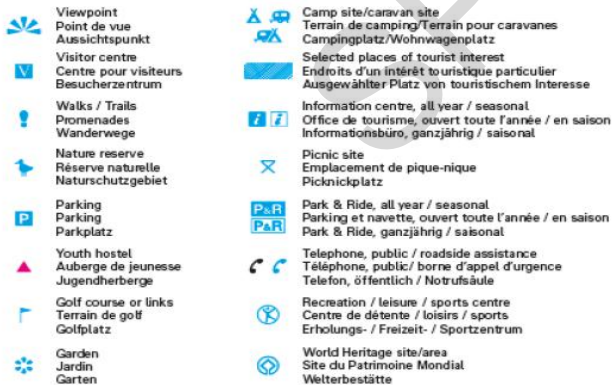 Viewpoint
Point de vue
Aussichtspunkt
V
Visitor centre
Centre pour visiteurs
Besucherzentrum
Walks / Trails
Promenades
Wanderwege
Nature reserve
Réserve naturelle
Naturschutzgebiet
P
Parking
Parking
Parkplatz
Youth hostel
Auberge de jeunesse
Jugendherberge
Golf course or links
Terrain de golf
Golfplatz
Garden
Jardin
Garten
Camp site/caravan site
Terrain de camping/Terrain pour caravanes
Campingplatz/Wohnwagenplatz
Selected places of tourist interest
Endroits d'un intérêt touristique particulier
Ausgewählter Platz von touristischem Interesse
i i
Information centre, all year / seasonal
Office de tourisme, ouvert toute l'année / en saison
Informationsbüro, ganzjährig / saisonal
Picnic site
Emplacement de pique-nique
Picknickplatz
P&R
P&R
Park & Ride, all year / seasonal
Parking et navette, ouvert toute l'année / en saison
Park & Ride, ganzjährig / saisonal
Telephone, public / roadside assistance
Téléphone, public/ borne d'appel d'urgence
Telefon, öffentlich / Notrufsäule
Recreation / leisure / sports centre
Centre de détente / loisirs / sports
Erholungs- / Freizeit- / Sportzentrum
World Heritage site/area
Site du Patrimoine Mondial
Welterbestätte